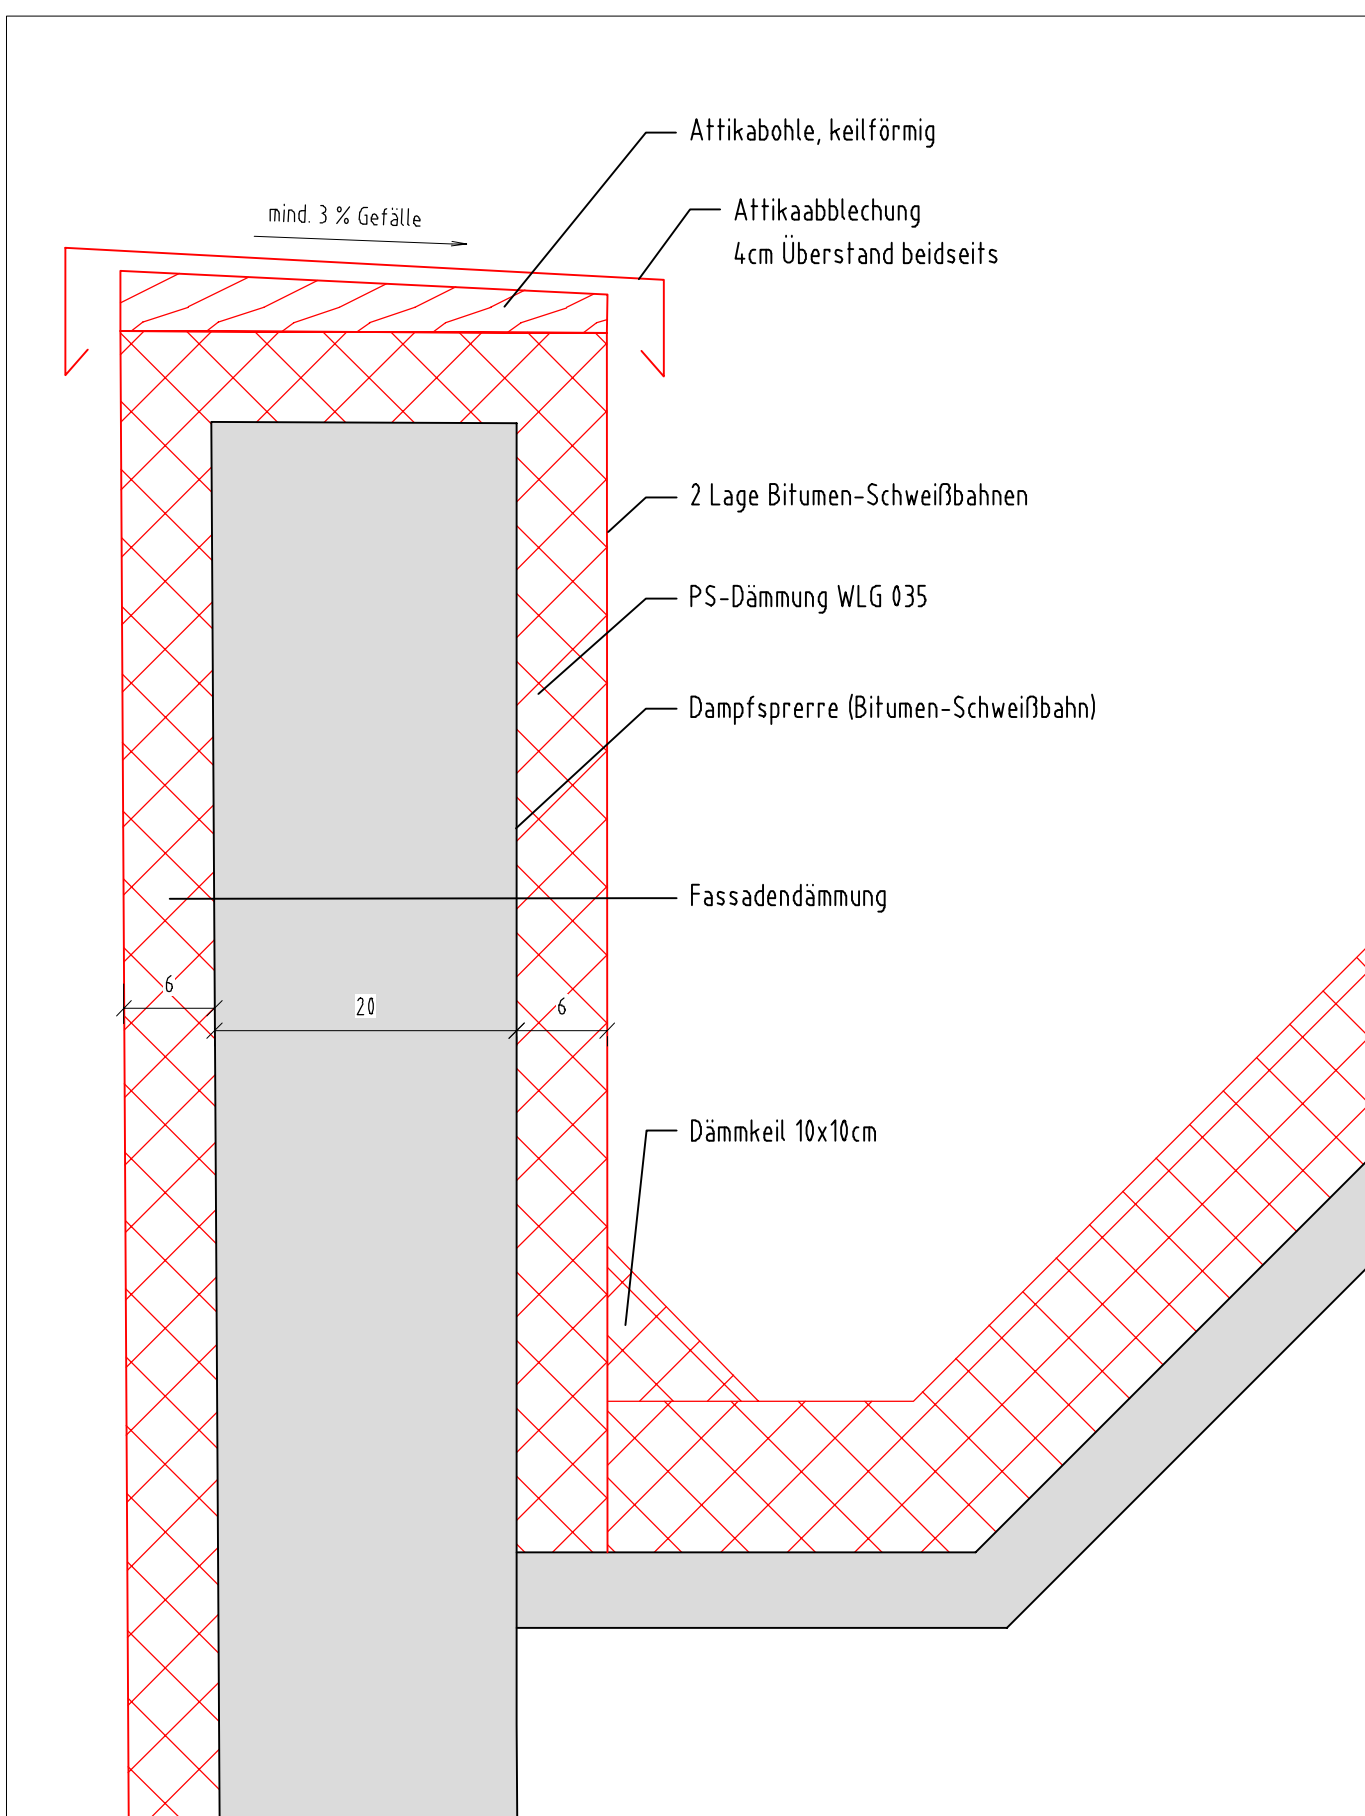 Attikabohle, keilförmig
mind. 3 % Gefälle
Attikaabblechung
4cm Überstand beidseits
2 Lage Bitumen-Schweißbahnen
PS-Dämmung WLG 035
Dampfsprerre (Bitumen-Schweißbahn)
Fassadendämmung
6
20
6
Dämmkeil 10x10cm